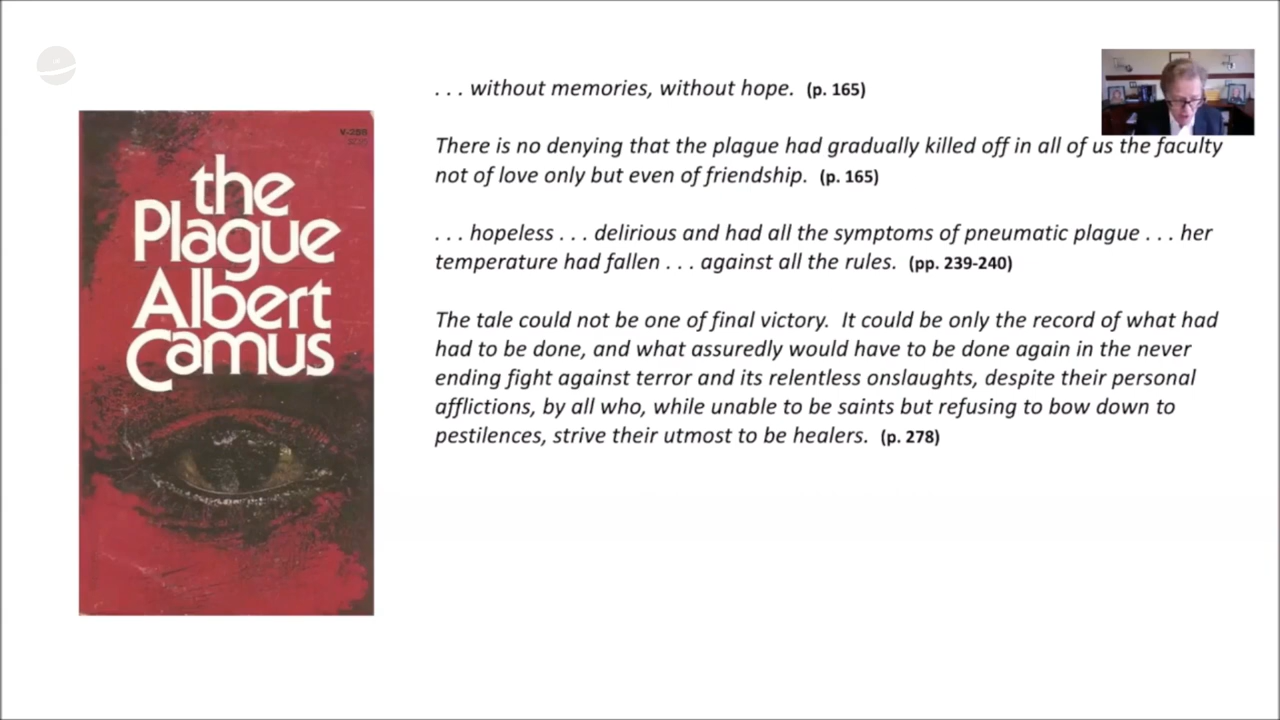 . . . without memories, without hope. (p. 165)
There is no denying that the plague had gradually killed off in all of us the faculty
not of love only but even of friendship. (p. 165)
. . . hopeless . . . delirious and had all the symptoms of pneumatic plague . . . her
temperature had fallen . . . against all the rules. (pp. 239-240)
The tale could not be one of final victory. It could be only the record of what had
had to be done, and what assuredly would have to be done again in the never
ending fight against terror and its relentless onslaughts, despite their personal
afflictions, by all who, while unable to be saints but refusing to bow down to
pestilences, strive their utmost to be healers. (p. 278)
V-258
the
Plague
Albert
Camus